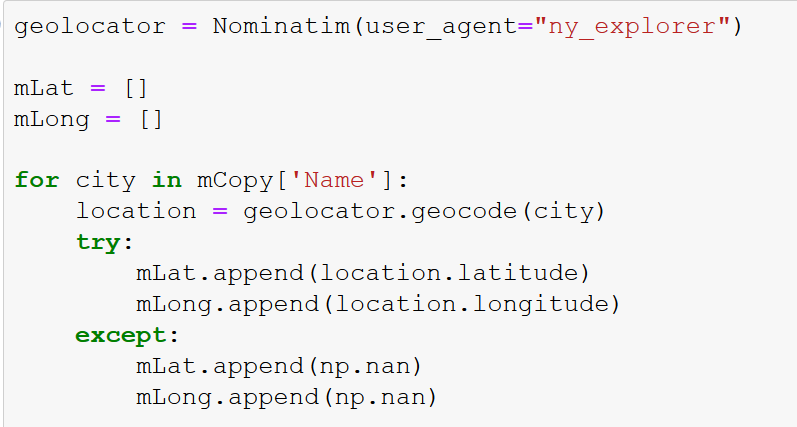 geolocator = Nominatim(user_agent="ny_explorer")
mLat = []
mLong = []
for city in mCopy['Name']:
    location = geolocator.geocode(city)
    try:
        mLat.append(location.latitude)
        mLong.append(location.longitude)
    except:
        mLat.append(np.nan)
        mLong.append(np.nan)